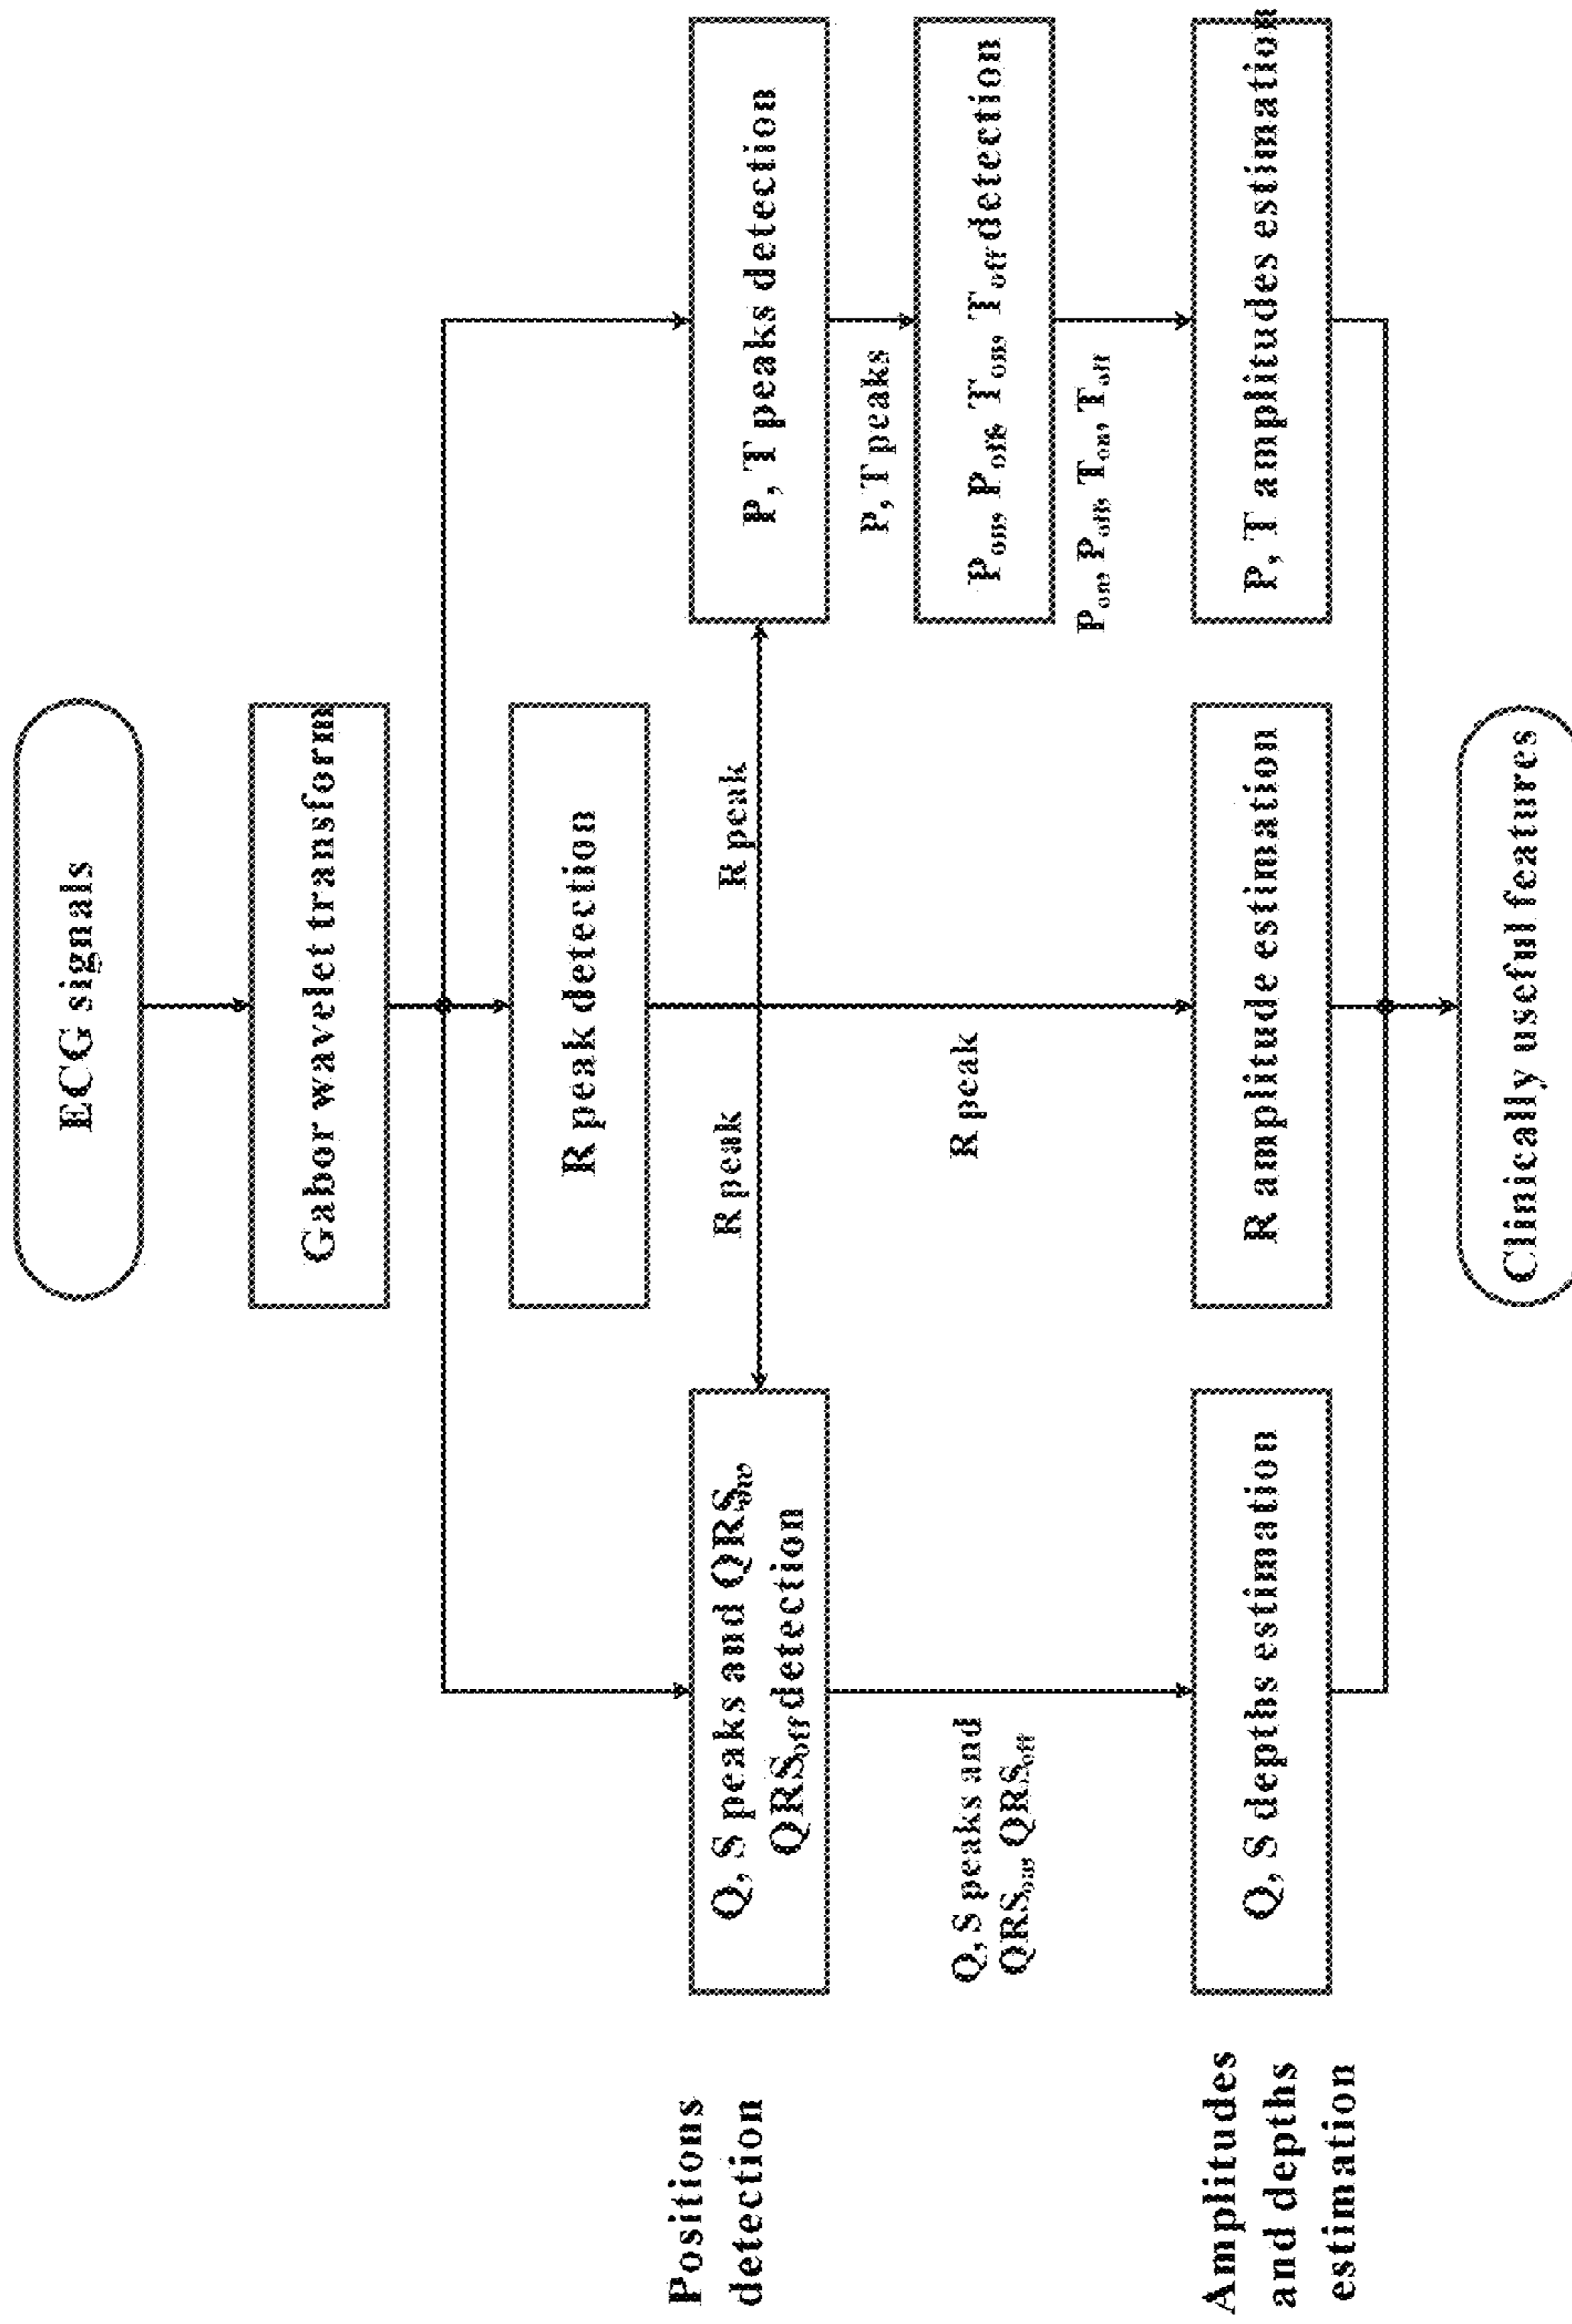 ECG signals
Gabor wavelet transform
R peak detection
Positions
detection
Q, S peaks and QRSon,
QRSoff detection
R peak
R peak
P, T peaks detection
P, T peaks
Pon, Poff, Ton, Toff detection
Q, S peaks and
QRSon, QRSoff
R peak
Pon, Poff, Ton, Toff
Amplitudes
and depths
estimation
Q, S depths estimation
R amplitude estimation
P, T amplitudes estimation
Clinically useful features